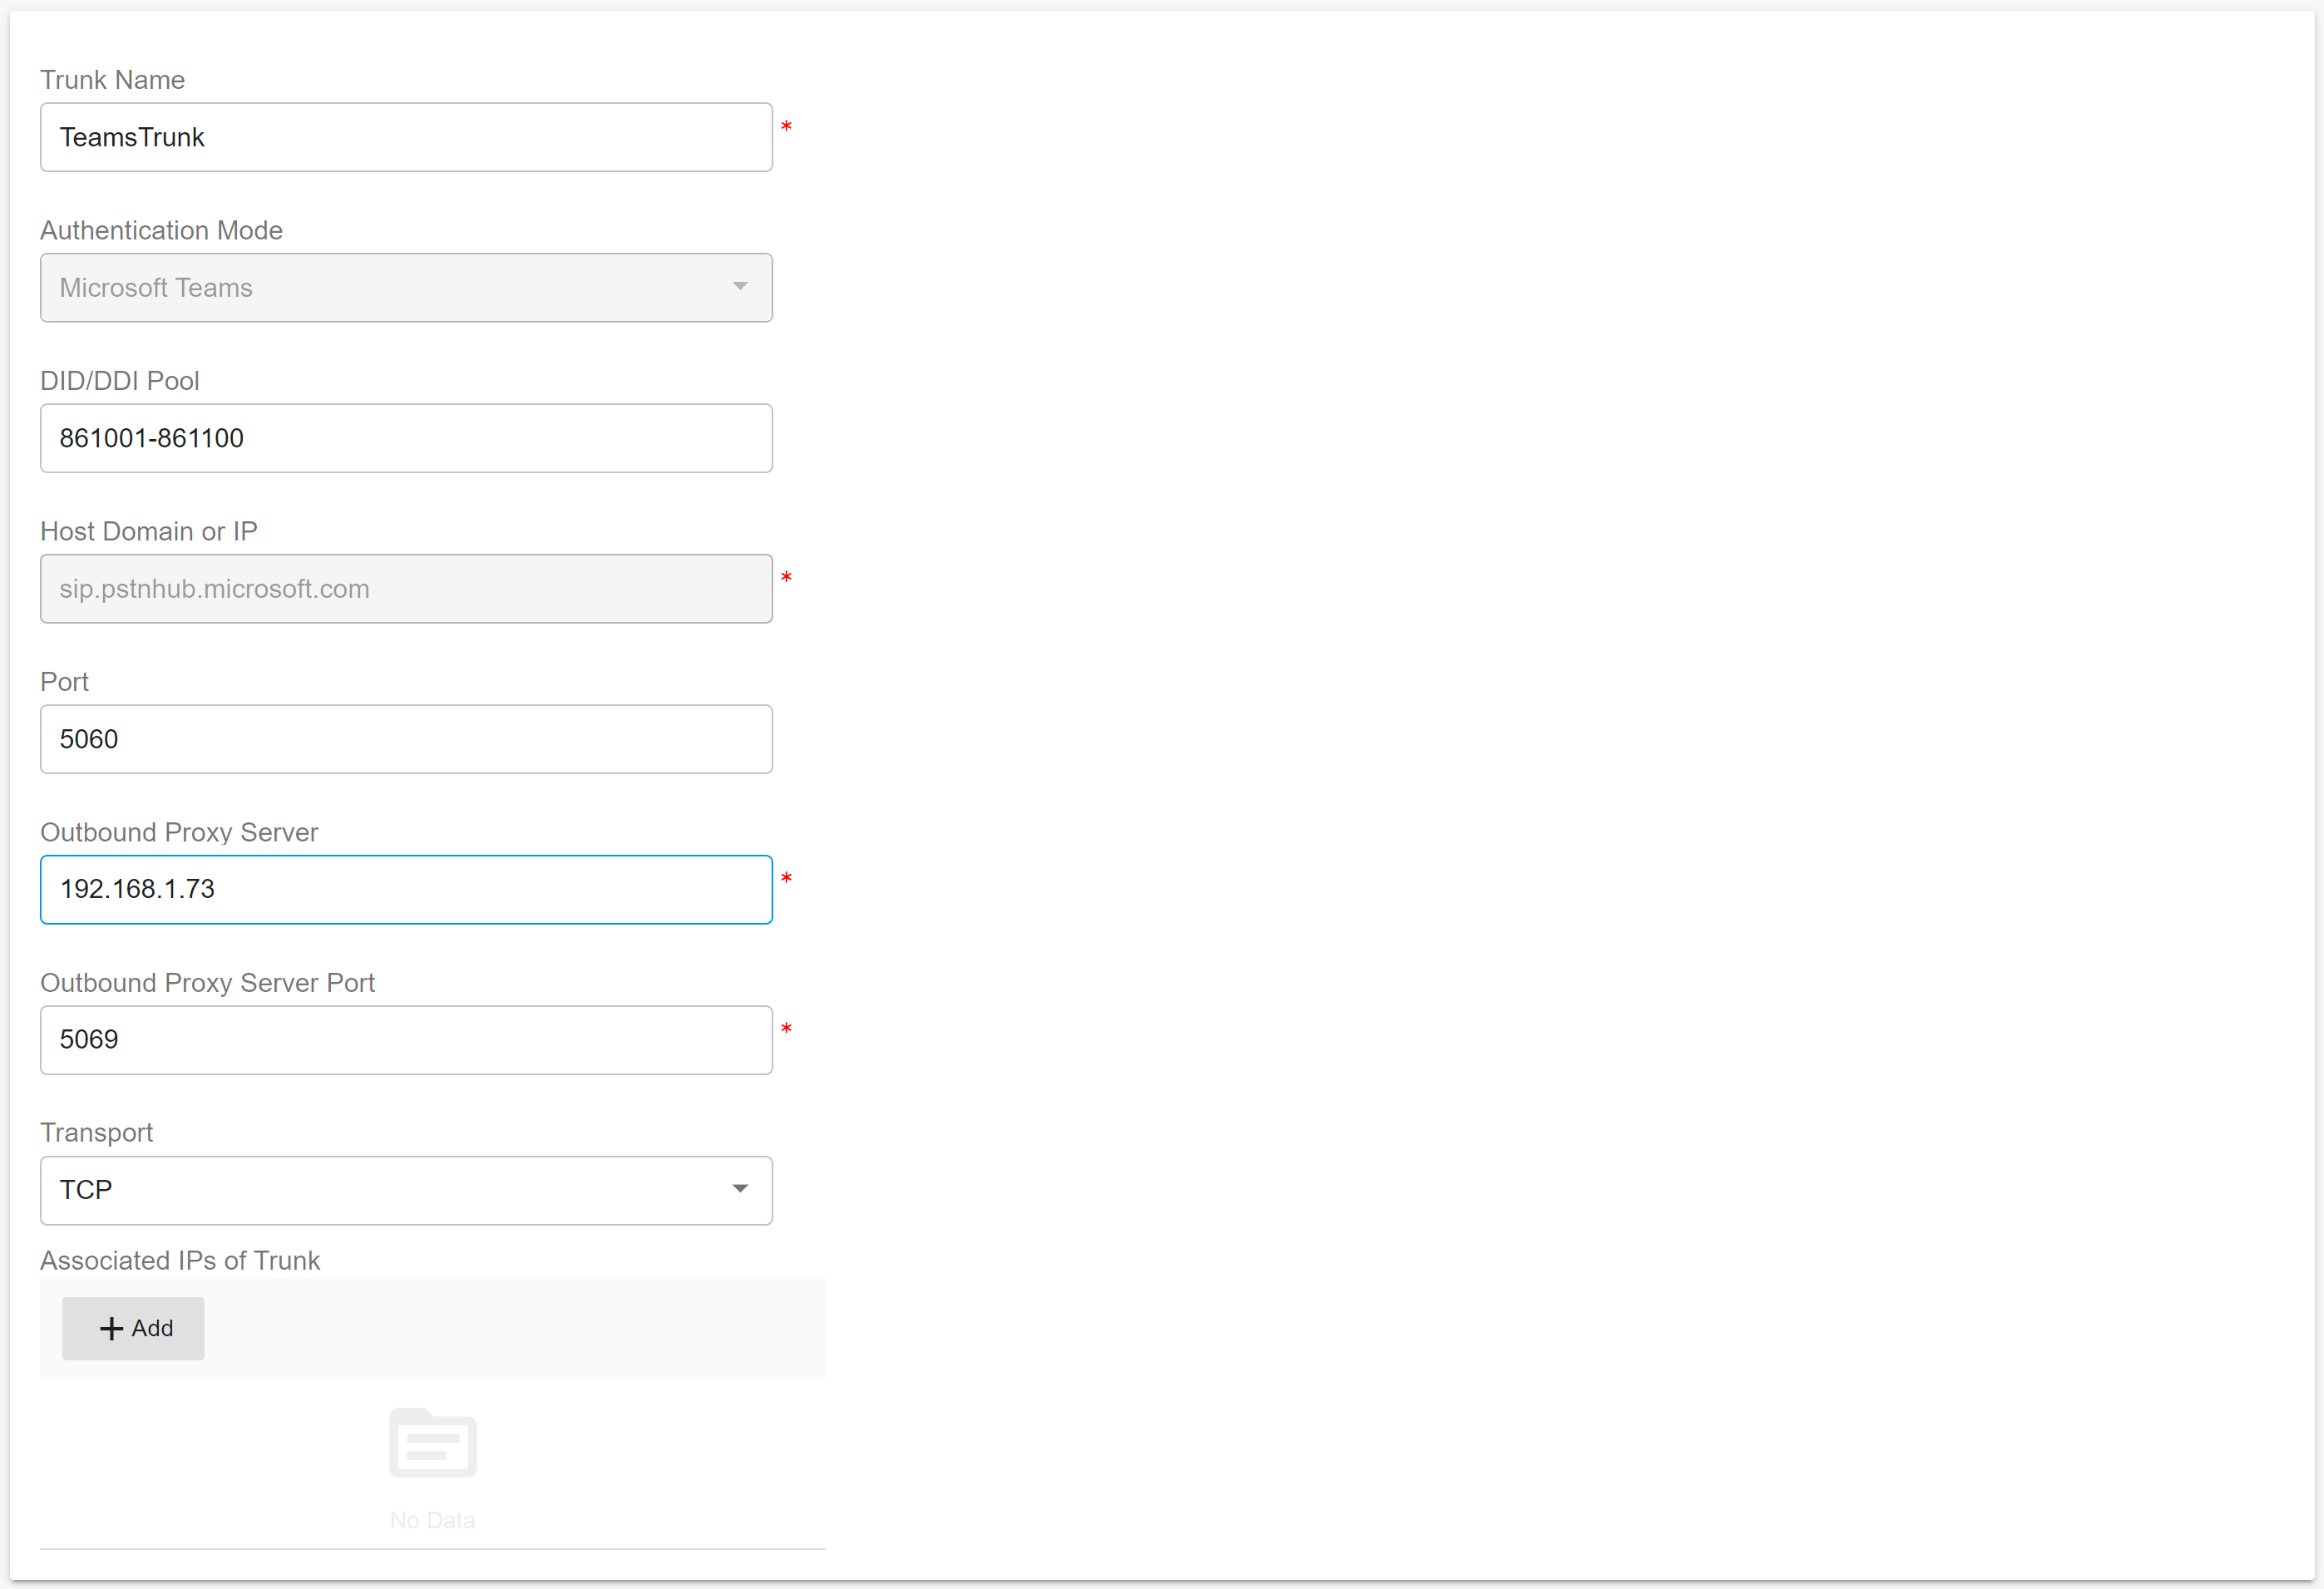 Trunk Name
TeamsTrunk *
Authentication Mode
Microsoft Teams
DID/DDI Pool
861001-861100
Host Domain or IP
sip.pstnhub.microsoft.com *
Port
5060
Outbound Proxy Server
192.168.1.73 *
Outbound Proxy Server Port
5069 *
Transport
TCP
Associated IPs of Trunk
+ Add
No Data